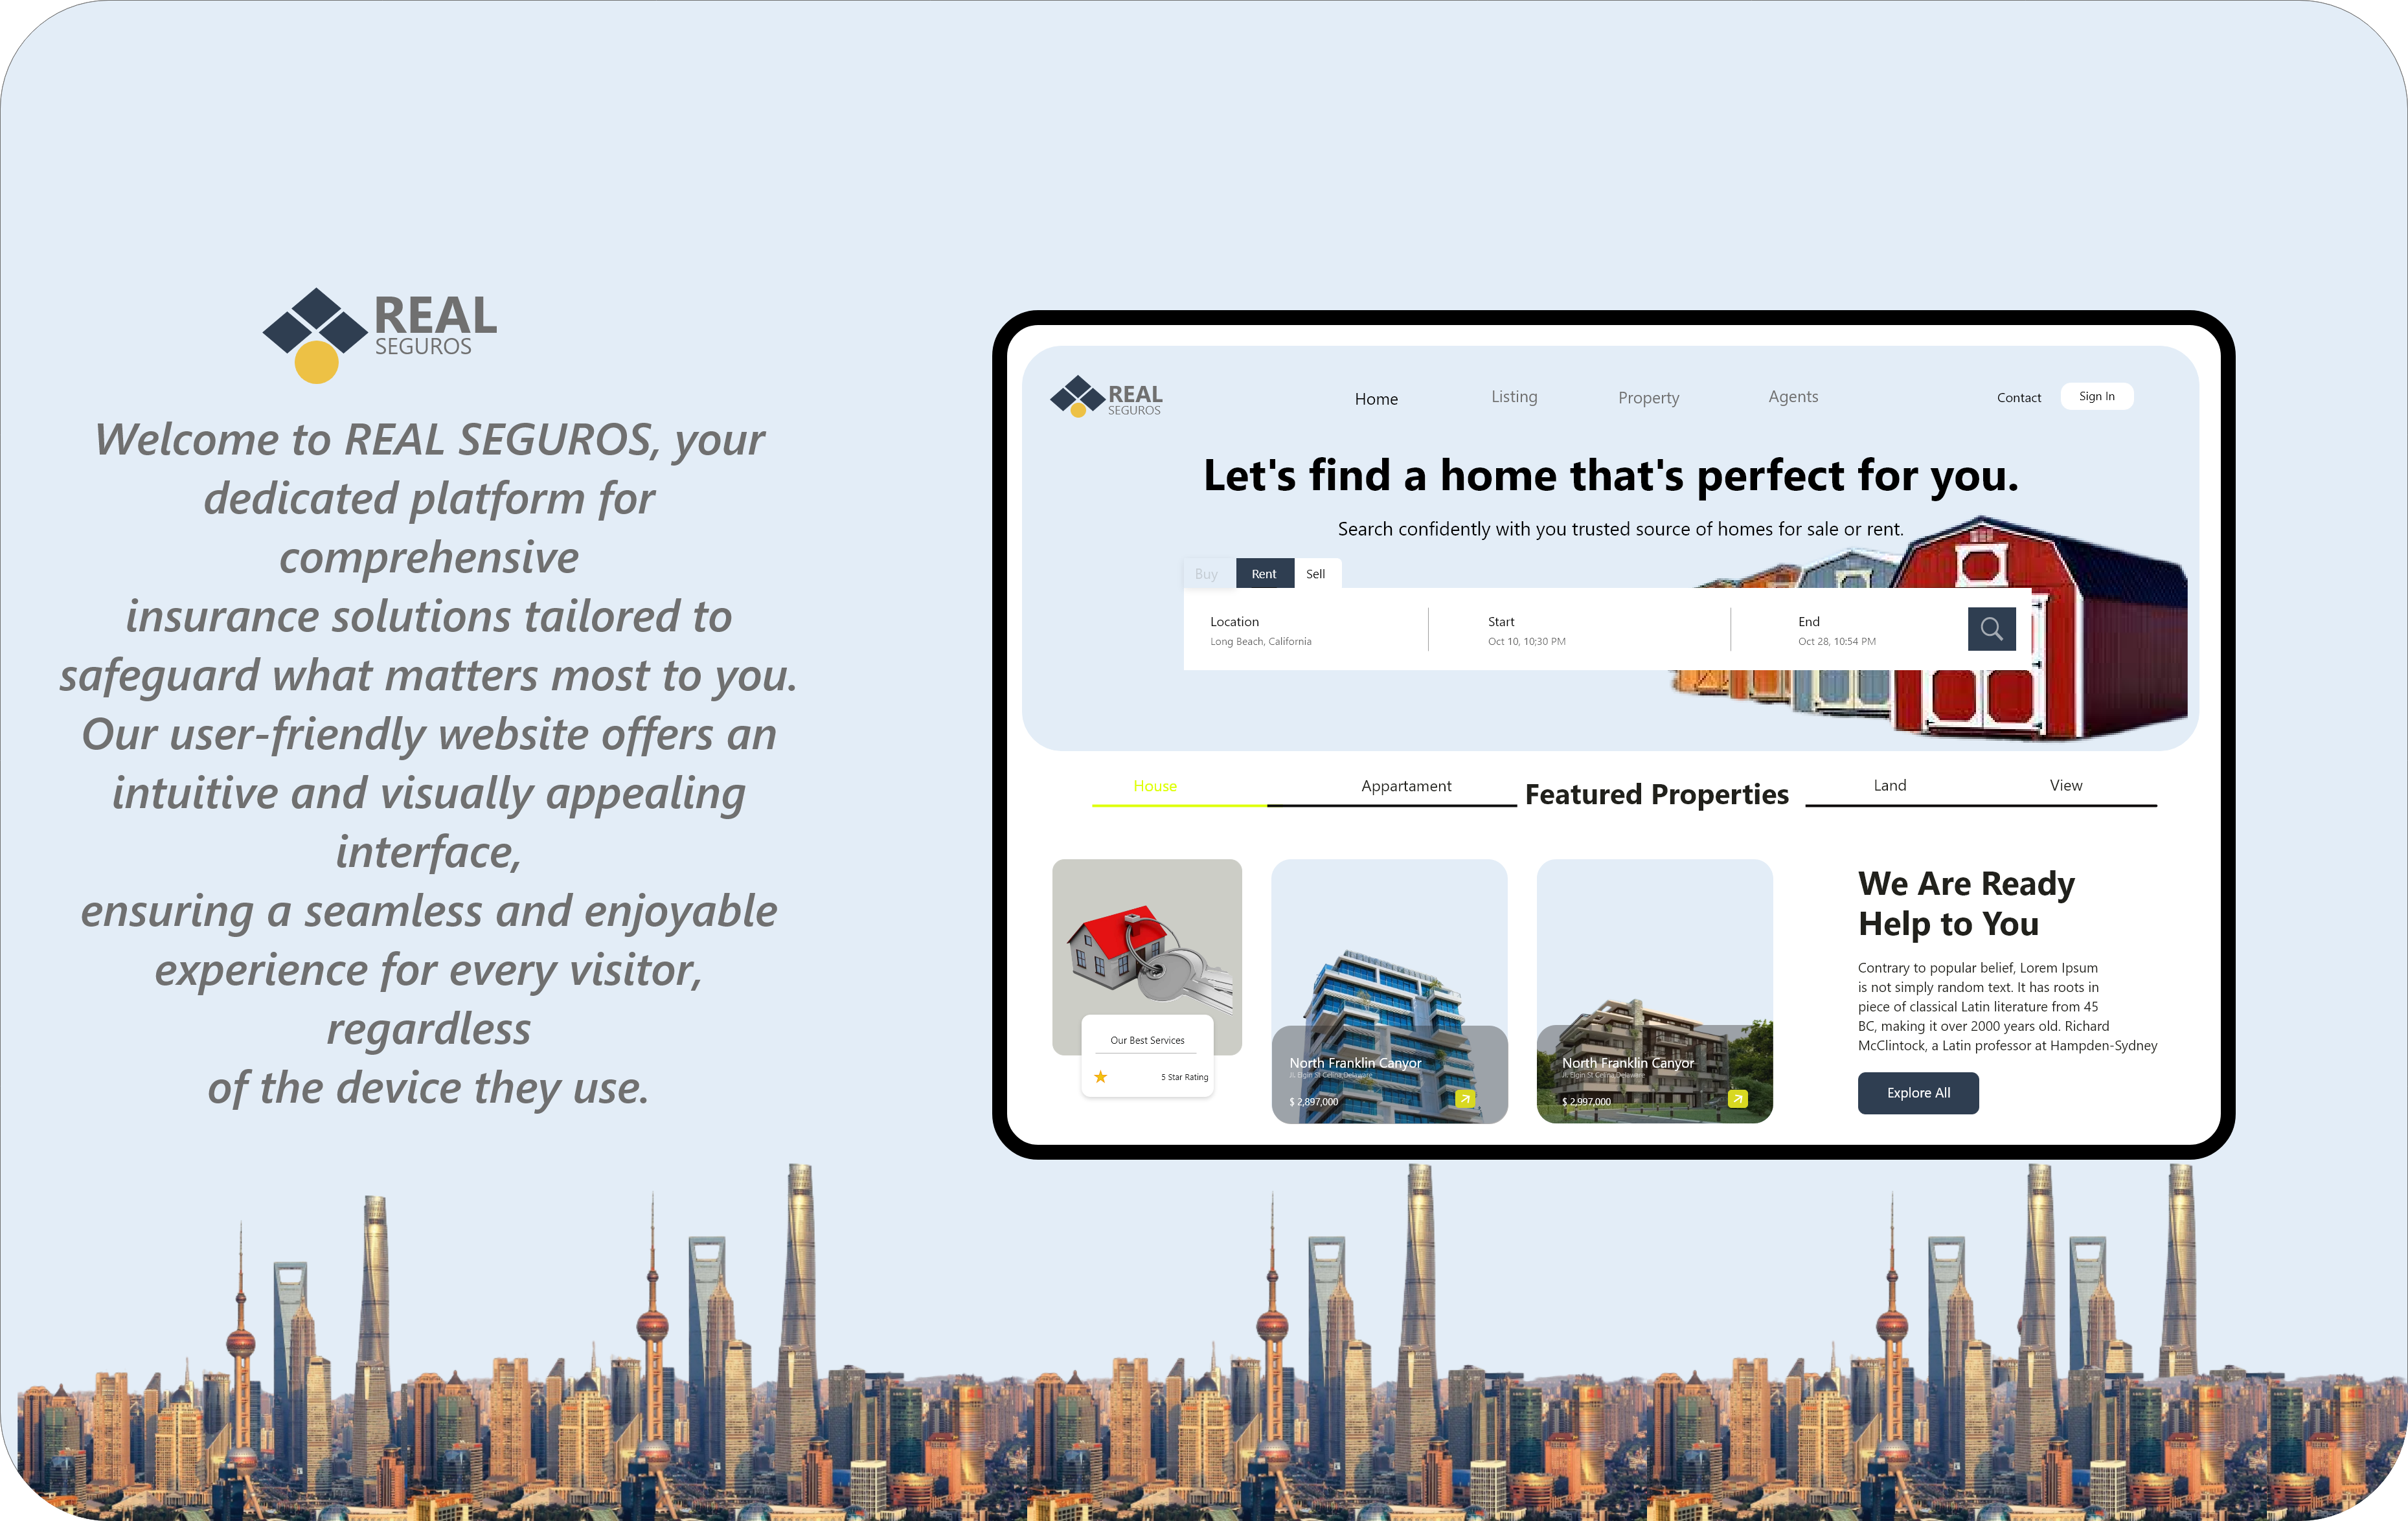 REAL
SEGUROS
Welcome to REAL SEGUROS, your
dedicated platform for
comprehensive
insurance solutions tailored to
safeguard what matters most to you.
Our user-friendly website offers an
intuitive and visually appealing
interface,
ensuring a seamless and enjoyable
experience for every visitor,
regardless
of the device they use.
REAL
SEGUROS
Home
Listing
Property
Agents
Contact
Sign In
Let's find a home that's perfect for you.
Search confidently with you trusted source of homes for sale or rent.
Buy
Rent
Sell
Location
Long Beach, California
Start
Oct 10, 10;30 PM
End
Oct 28, 10:54 PM
House
Appartament
Featured Properties
Land
View
Our Best Services
5 Star Rating
North Franklin Canyor
$ 2,897,000
North Franklin Canyor
$ 2,997,000
We Are Ready
Help to You
Contrary to popular belief, Lorem Ipsum
is not simply random text. It has roots in
piece of classical Latin literature from 45
BC, making it over 2000 years old. Richard
McClintock, a Latin professor at Hampden-Sydney
Explore All